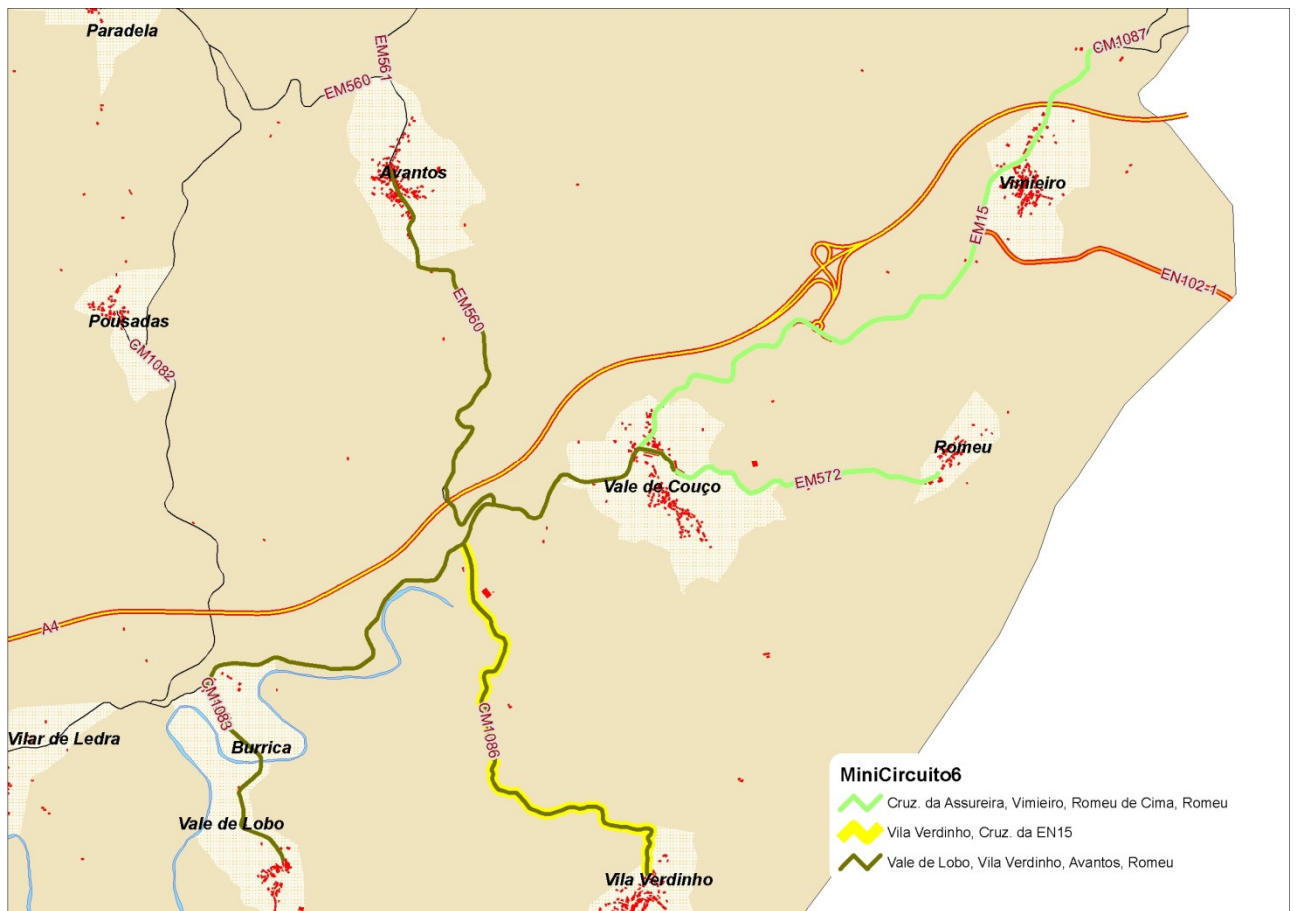 Paradela
CM1087
EM561
EM560
Avantos
Vimieiro
EM15
EN102-1
EM560
Pousadas
CM1082
Romeu
EM572
Vale de Couço
A4
CM1083
CM1086
Vilar de Ledra
Burrica
Vale de Lobo
Vila Verdinho
MiniCircuito6
Cruz. da Assureira, Vimieiro, Romeu de Cima, Romeu
Vila Verdinho, Cruz. da EN15
Vale de Lobo, Vila Verdinho, Avantos, Romeu